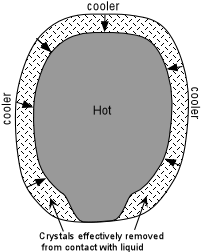 cooler
cooler
Hot
cooler
Crystals effectively removed
from contact with liquid